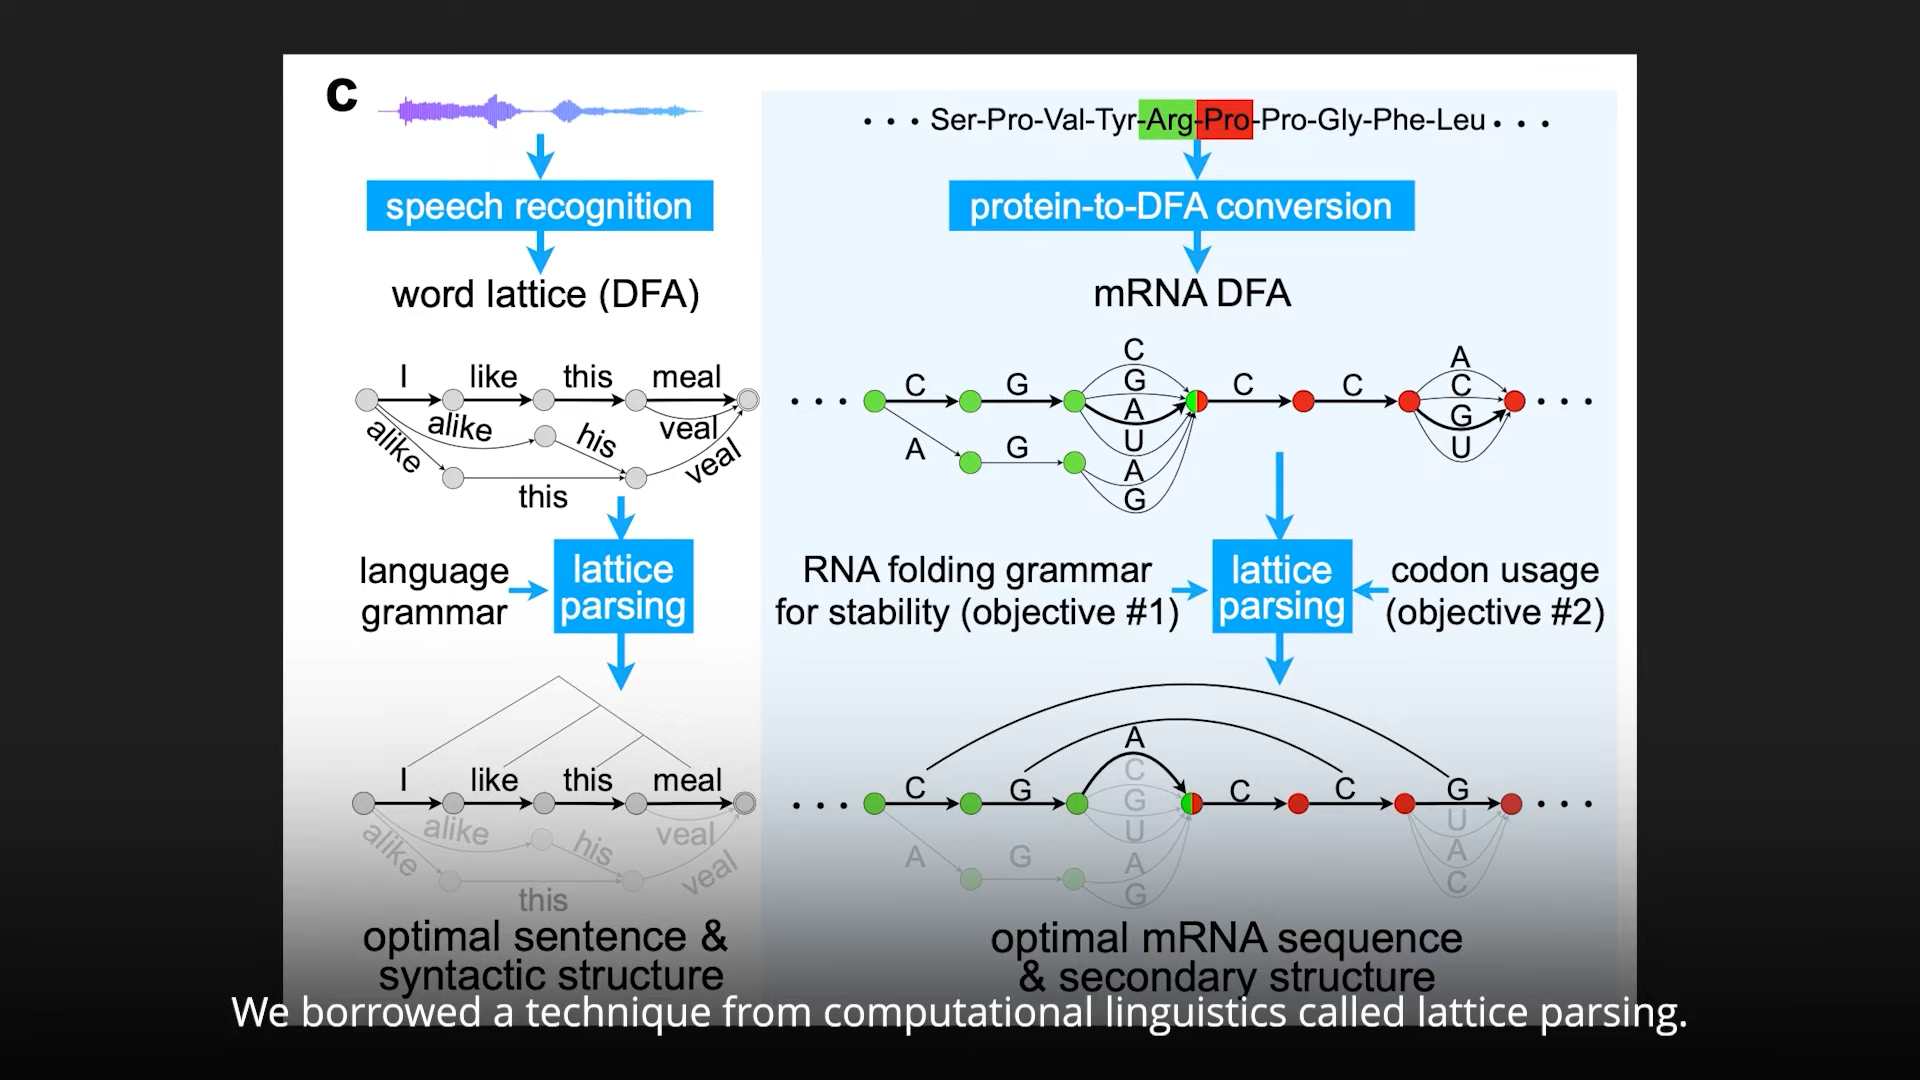 c
speech recognition
word lattice (DFA)
I like this meal
alike his veal
alike this veal
language
grammar
lattice
parsing
I like this meal
alike his veal
alike this veal
optimal sentence &
syntactic structure
• • • Ser-Pro-Val-Tyr-Arg-Pro-Pro-Gly-Phe-Leu • • •
protein-to-DFA conversion
mRNA DFA
• • • C G C C C A • • •
G C
A G
U U
A G A
G
RNA folding grammar
for stability (objective #1)
lattice
parsing
codon usage
(objective #2)
• • • C G A C C G • • •
C U
G A
U C
A G A
G
optimal mRNA sequence
& secondary structure
We borrowed a technique from computational linguistics called lattice parsing.